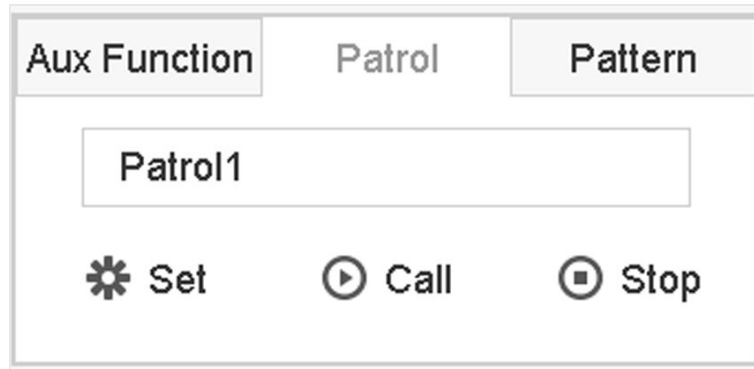 Aux Function Patrol Pattern
Patrol1
Set Call Stop